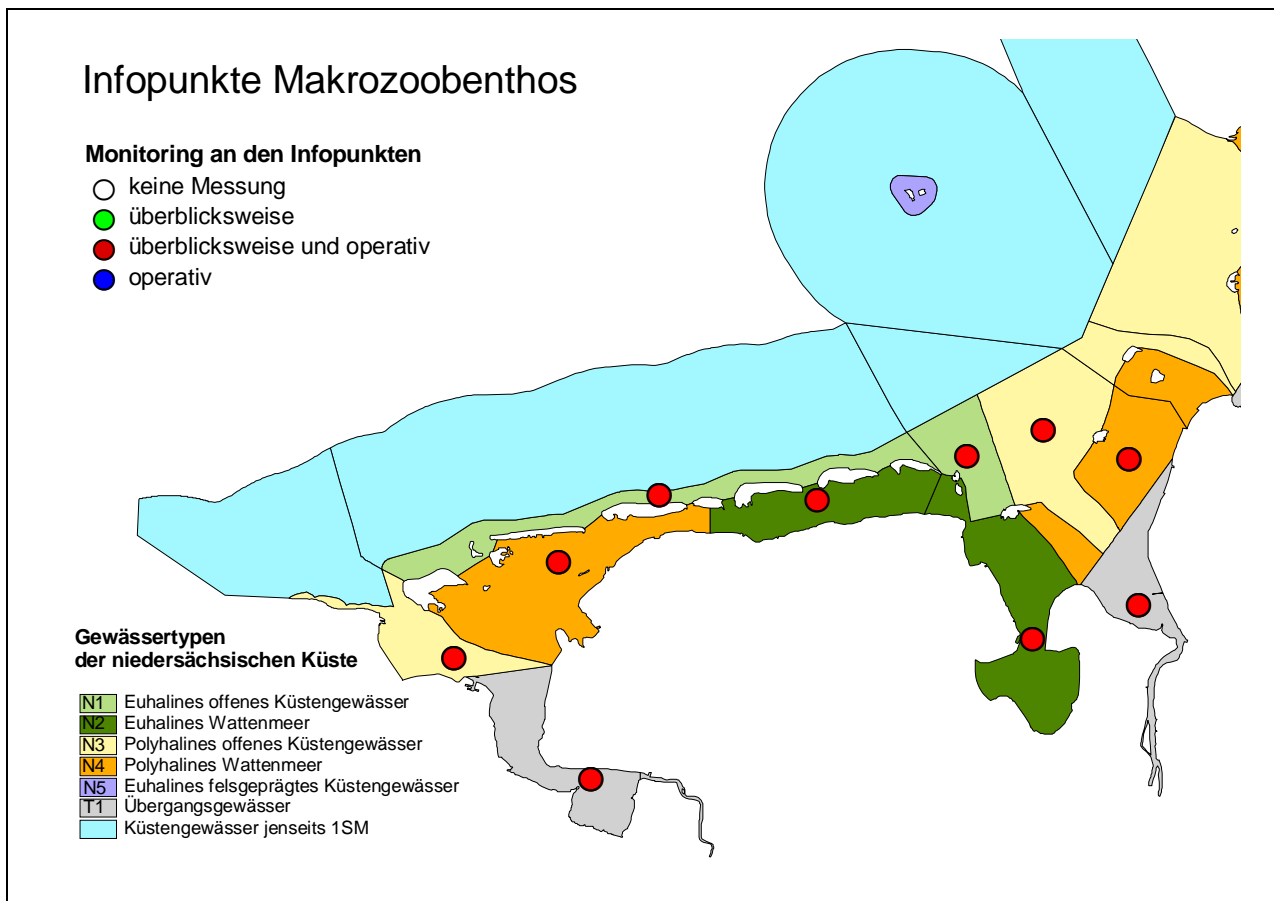 Infopunkte Makrozoobenthos
Monitoring an den Infopunkten
keine Messung
überblicksweise
überblicksweise und operativ
operativ
Gewässertypen
der niedersächsischen Küste
N1 Euhalines offenes Küstengewässer
N2 Euhalines Wattenmeer
N3 Polyhalines offenes Küstengewässer
N4 Polyhalines Wattenmeer
N5 Euhalines felsgeprägtes Küstengewässer
T1 Übergangsgewässer
Küstengewässer jenseits 1SM